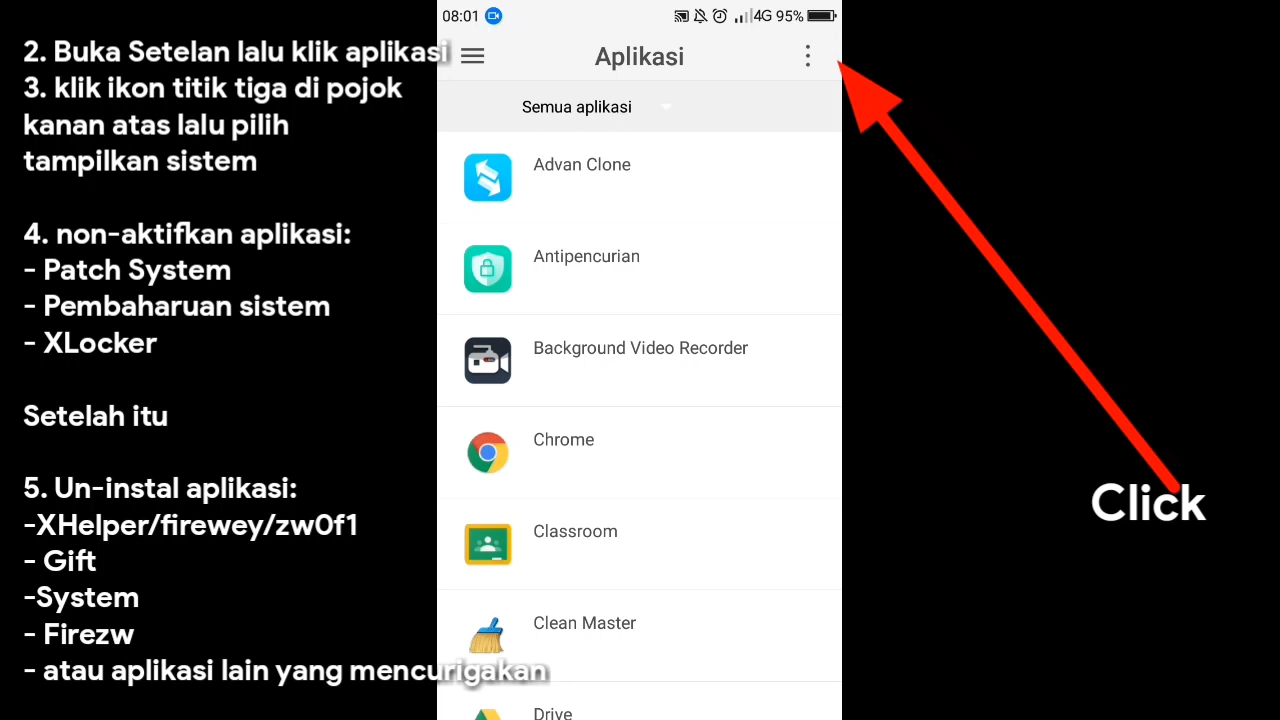 2. Buka Setelan lalu klik aplikasi
3. klik ikon titik tiga di pojok
kanan atas lalu pilih
tampilkan sistem
4. non-aktifkan aplikasi:
- Patch System
- Pembaharuan sistem
- XLocker
Setelah itu
5. Un-instal aplikasi:
-XHelper/firewey/zw0f1
- Gift
-System
- Firezw
- atau aplikasi lain yang mencurigakan
08:01 4G 95%
Aplikasi
Semua aplikasi
Advan Clone
Antipencurian
Background Video Recorder
Chrome
Classroom
Clean Master
Drive
Click